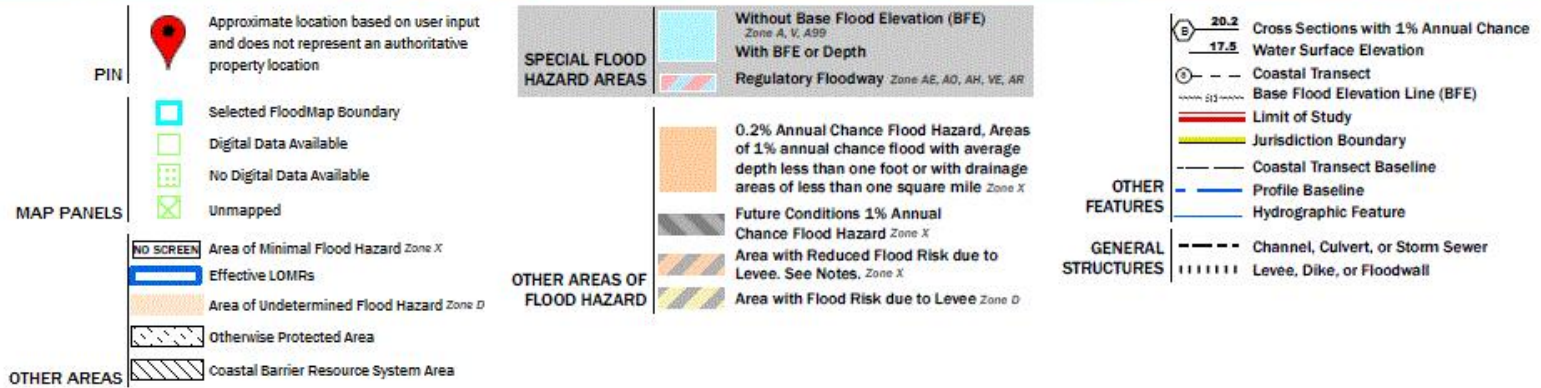 PIN
Approximate location based on user input
and does not represent an authoritative
property location
MAP PANELS
Selected FloodMap Boundary
Digital Data Available
No Digital Data Available
Unmapped
OTHER AREAS
NO SCREEN Area of Minimal Flood Hazard Zone X
Effective LOMRs
Area of Undetermined Flood Hazard Zone D
Otherwise Protected Area
Coastal Barrier Resource System Area
SPECIAL FLOOD
HAZARD AREAS
Without Base Flood Elevation (BFE)
Zone A, V, A99
With BFE or Depth
Regulatory Floodway Zone AE, AO, AH, VE, AR
OTHER AREAS OF
FLOOD HAZARD
0.2% Annual Chance Flood Hazard, Areas
of 1% annual chance flood with average
depth less than one foot or with drainage
areas of less than one square mile Zone X
Future Conditions 1% Annual
Chance Flood Hazard Zone X
Area with Reduced Flood Risk due to
Levee. See Notes. Zone X
Area with Flood Risk due to Levee Zone D
OTHER
FEATURES
B 20.2 Cross Sections with 1% Annual Chance
17.5 Water Surface Elevation
8 Coastal Transect
513 Base Flood Elevation Line (BFE)
Limit of Study
Jurisdiction Boundary
Coastal Transect Baseline
Profile Baseline
Hydrographic Feature
GENERAL
STRUCTURES
Channel, Culvert, or Storm Sewer
Levee, Dike, or Floodwall